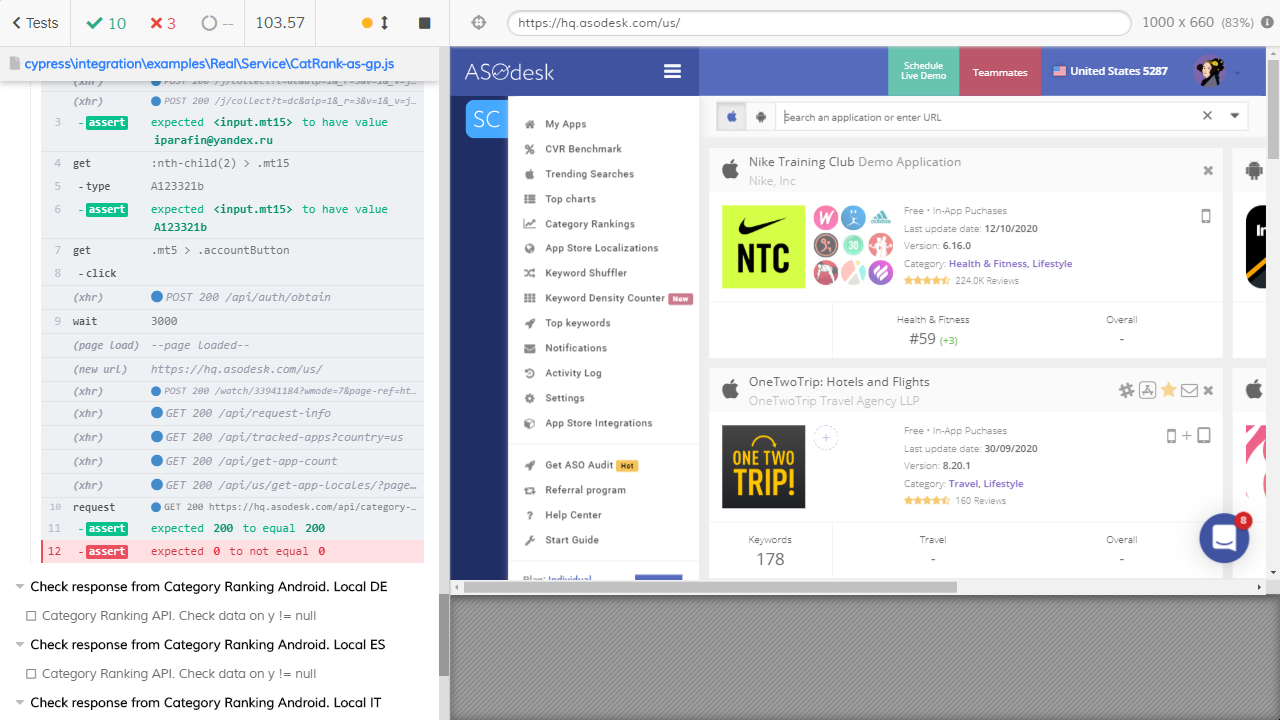 Tests
10
3
--
103.57
https://hq.asodesk.com/us/
1000 x 660 (83%)
cypress\integration\examples\Real\Service\CatRank-as-gp.js
(xhr) POST 200 /j/collect?t=dc&aip=1&_r=3&v=1&_v=j…
3 -assert expected <input.mt15> to have value
iparafin@yandex.ru
4 get :nth-child(2) > .mt15
5 -type A123321b
6 -assert expected <input.mt15> to have value
A123321b
7 get .mt5 > .accountButton
8 -click
(xhr) POST 200 /api/auth/obtain
9 wait 3000
(page load) --page loaded--
(new url) https://hq.asodesk.com/us/
(xhr) POST 200 /watch/33941184?wmode=7&page-ref=ht…
(xhr) GET 200 /api/request-info
(xhr) GET 200 /api/tracked-apps?country=us
(xhr) GET 200 /api/get-app-count
(xhr) GET 200 /api/us/get-app-locales/?page…
10 request GET 200 https://hq.asodesk.com/api/category-…
11 -assert expected 200 to equal 200
12 -assert expected 0 to not equal 0
Check response from Category Ranking Android. Local DE
Category Ranking API. Check data on y != null
Check response from Category Ranking Android. Local ES
Category Ranking API. Check data on y != null
Check response from Category Ranking Android. Local IT
ASOdesk
Schedule
Live Demo
Teammates
United States 5287
SC
My Apps
CVR Benchmark
Trending Searches
Top charts
Category Rankings
App Store Localizations
Keyword Shuffler
Keyword Density Counter New
Top keywords
Notifications
Activity Log
Settings
App Store Integrations
Get ASO Audit Hot
Referral program
Help Center
Start Guide
Plan: Individual
Search an application or enter URL
Nike Training Club Demo Application
Nike, Inc
NTC
W
adidas
30
Free • In-App Puchases
Last update date: 12/10/2020
Version: 6.16.0
Category: Health & Fitness, Lifestyle
224.0K Reviews
Health & Fitness
#59 (+3)
Overall
-
In
OneTwoTrip: Hotels and Flights
OneTwoTrip Travel Agency LLP
ONE TWO
TRIP!
Free • In-App Puchases
Last update date: 30/09/2020
Version: 8.20.1
Category: Travel, Lifestyle
160 Reviews
Keywords
178
Travel
-
Overall
-
8